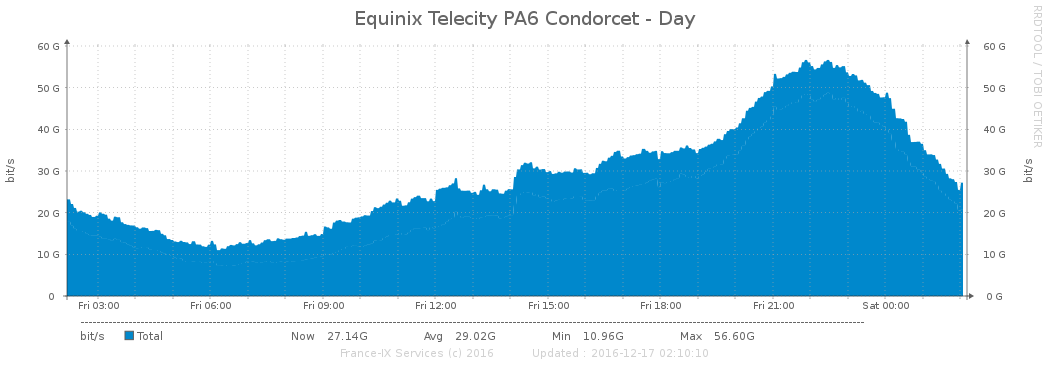 Equinix Telecity PA6 Condorcet - Day
RRDTOOL / TOBI OETIKER
bit/s
60 G 60 G
50 G 50 G
40 G 40 G
30 G 30 G
20 G 20 G
10 G 10 G
0 0 G
bit/s
Fri 03:00 Fri 06:00 Fri 09:00 Fri 12:00 Fri 15:00 Fri 18:00 Fri 21:00 Sat 00:00
bit/s Total Now 27.14G Avg 29.02G Min 10.96G Max 56.60G
France-IX Services (c) 2016 Updated : 2016-12-17 02:10:10